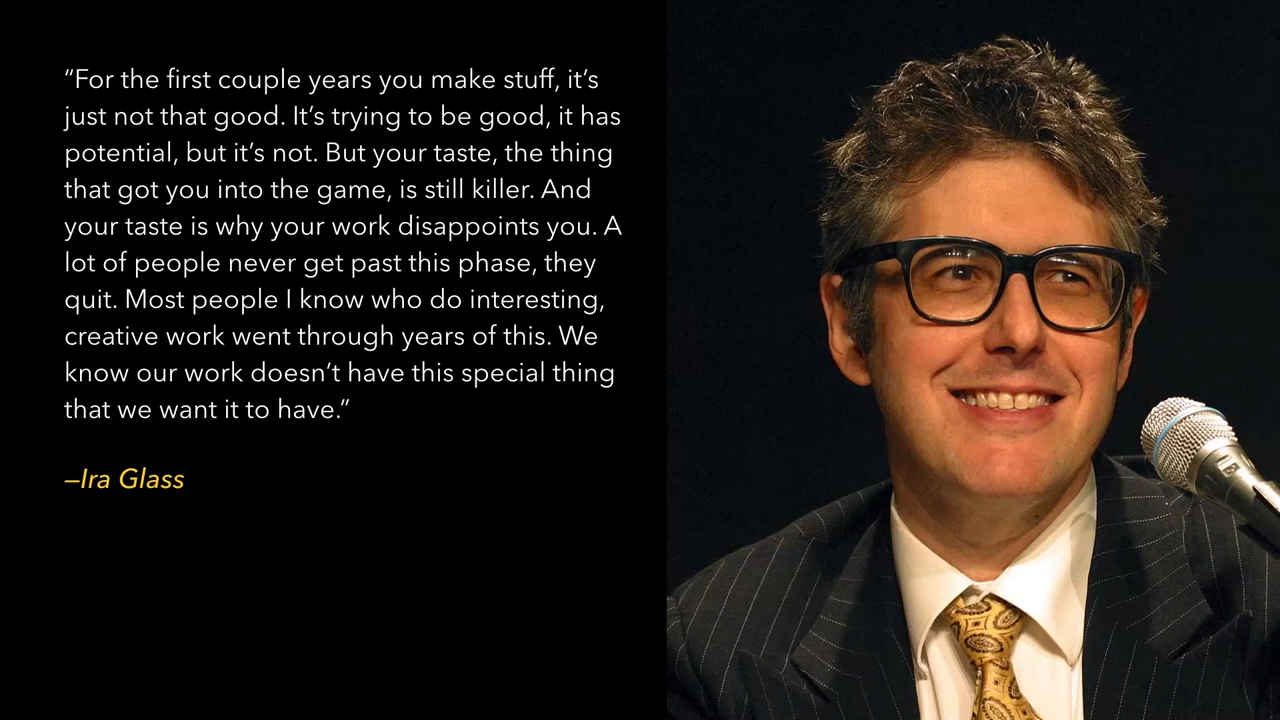 “For the first couple years you make stuff, it’s
just not that good. It’s trying to be good, it has
potential, but it’s not. But your taste, the thing
that got you into the game, is still killer. And
your taste is why your work disappoints you. A
lot of people never get past this phase, they
quit. Most people I know who do interesting,
creative work went through years of this. We
know our work doesn’t have this special thing
that we want it to have.”
–Ira Glass